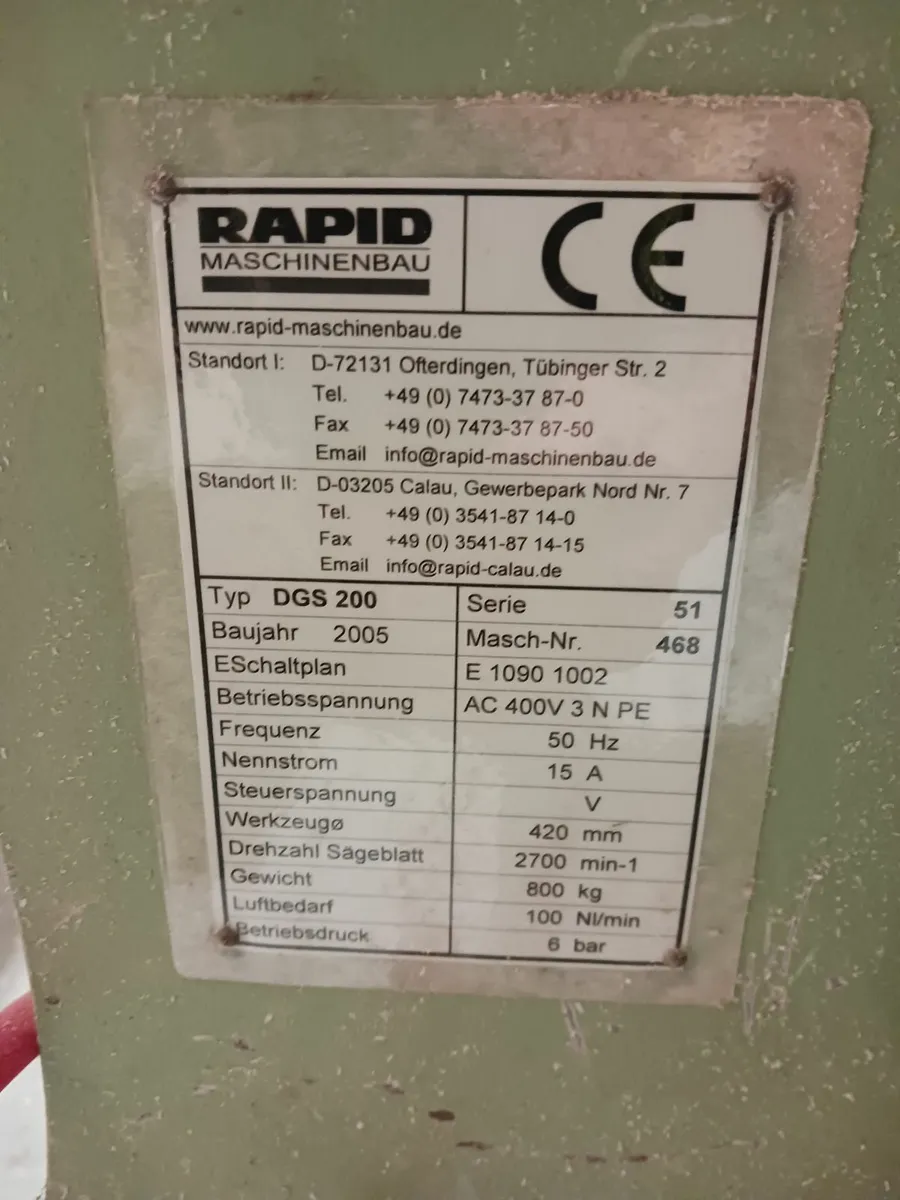 RAPID
MASCHINENBAU
CE
www.rapid-maschinenbau.de
Standort I: D-72131 Ofterdingen, Tübinger Str. 2
Tel. +49 (0) 7473-37 87-0
Fax +49 (0) 7473-37 87-50
Email info@rapid-maschinenbau.de
Standort II: D-03205 Calau, Gewerbepark Nord Nr. 7
Tel. +49 (0) 3541-87 14-0
Fax +49 (0) 3541-87 14-15
Email info@rapid-calau.de
Typ DGS 200 Serie 51
Baujahr 2005 Masch-Nr. 468
ESchaltplan E 1090 1002
Betriebsspannung AC 400V 3 N PE
Frequenz 50 Hz
Nennstrom 15 A
Steuerspannung V
Werkzeugø 420 mm
Drehzahl Sägeblatt 2700 min-1
Gewicht 800 kg
Luftbedarf 100 Nl/min
Betriebsdruck 6 bar